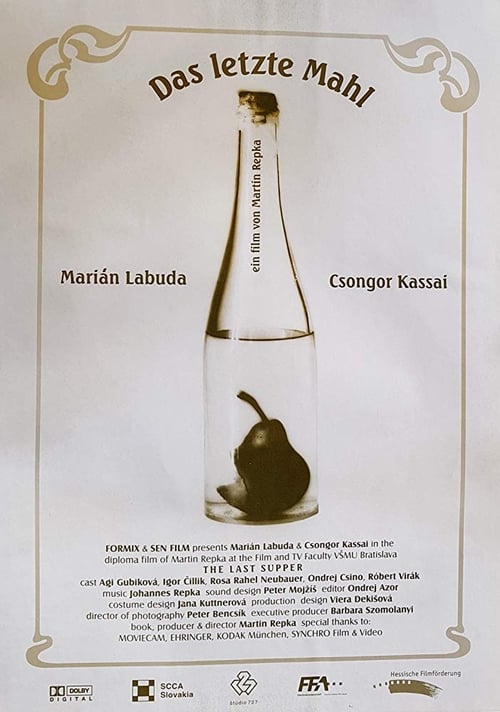 Das letzte Mahl
ein film von Martin Repka
Marián Labuda
Csongor Kassai
FORMIX & SEN FILM presents Marián Labuda & Csongor Kassai in the
diploma film of Martin Repka at the Film and TV Faculty VŠMU Bratislava
THE LAST SUPPER
cast Agi Gubíková, Igor Čillík, Rosa Rahel Neubauer, Ondrej Csino, Róbert Virák
music Johannes Repka sound design Peter Mojžiš editor Ondrej Azor
costume design Jana Kuttnerová production design Viera Dekišová
director of photography Peter Bencsík executive producer Barbara Szomolanyi
book, producer & director Martin Repka special thanks to:
MOVIECAM, EHRINGER, KODAK München, SYNCHRO Film & Video
DOLBY
DIGITAL
SCCA
Slovakia
Studio 727
FFA
Hessische Filmförderung